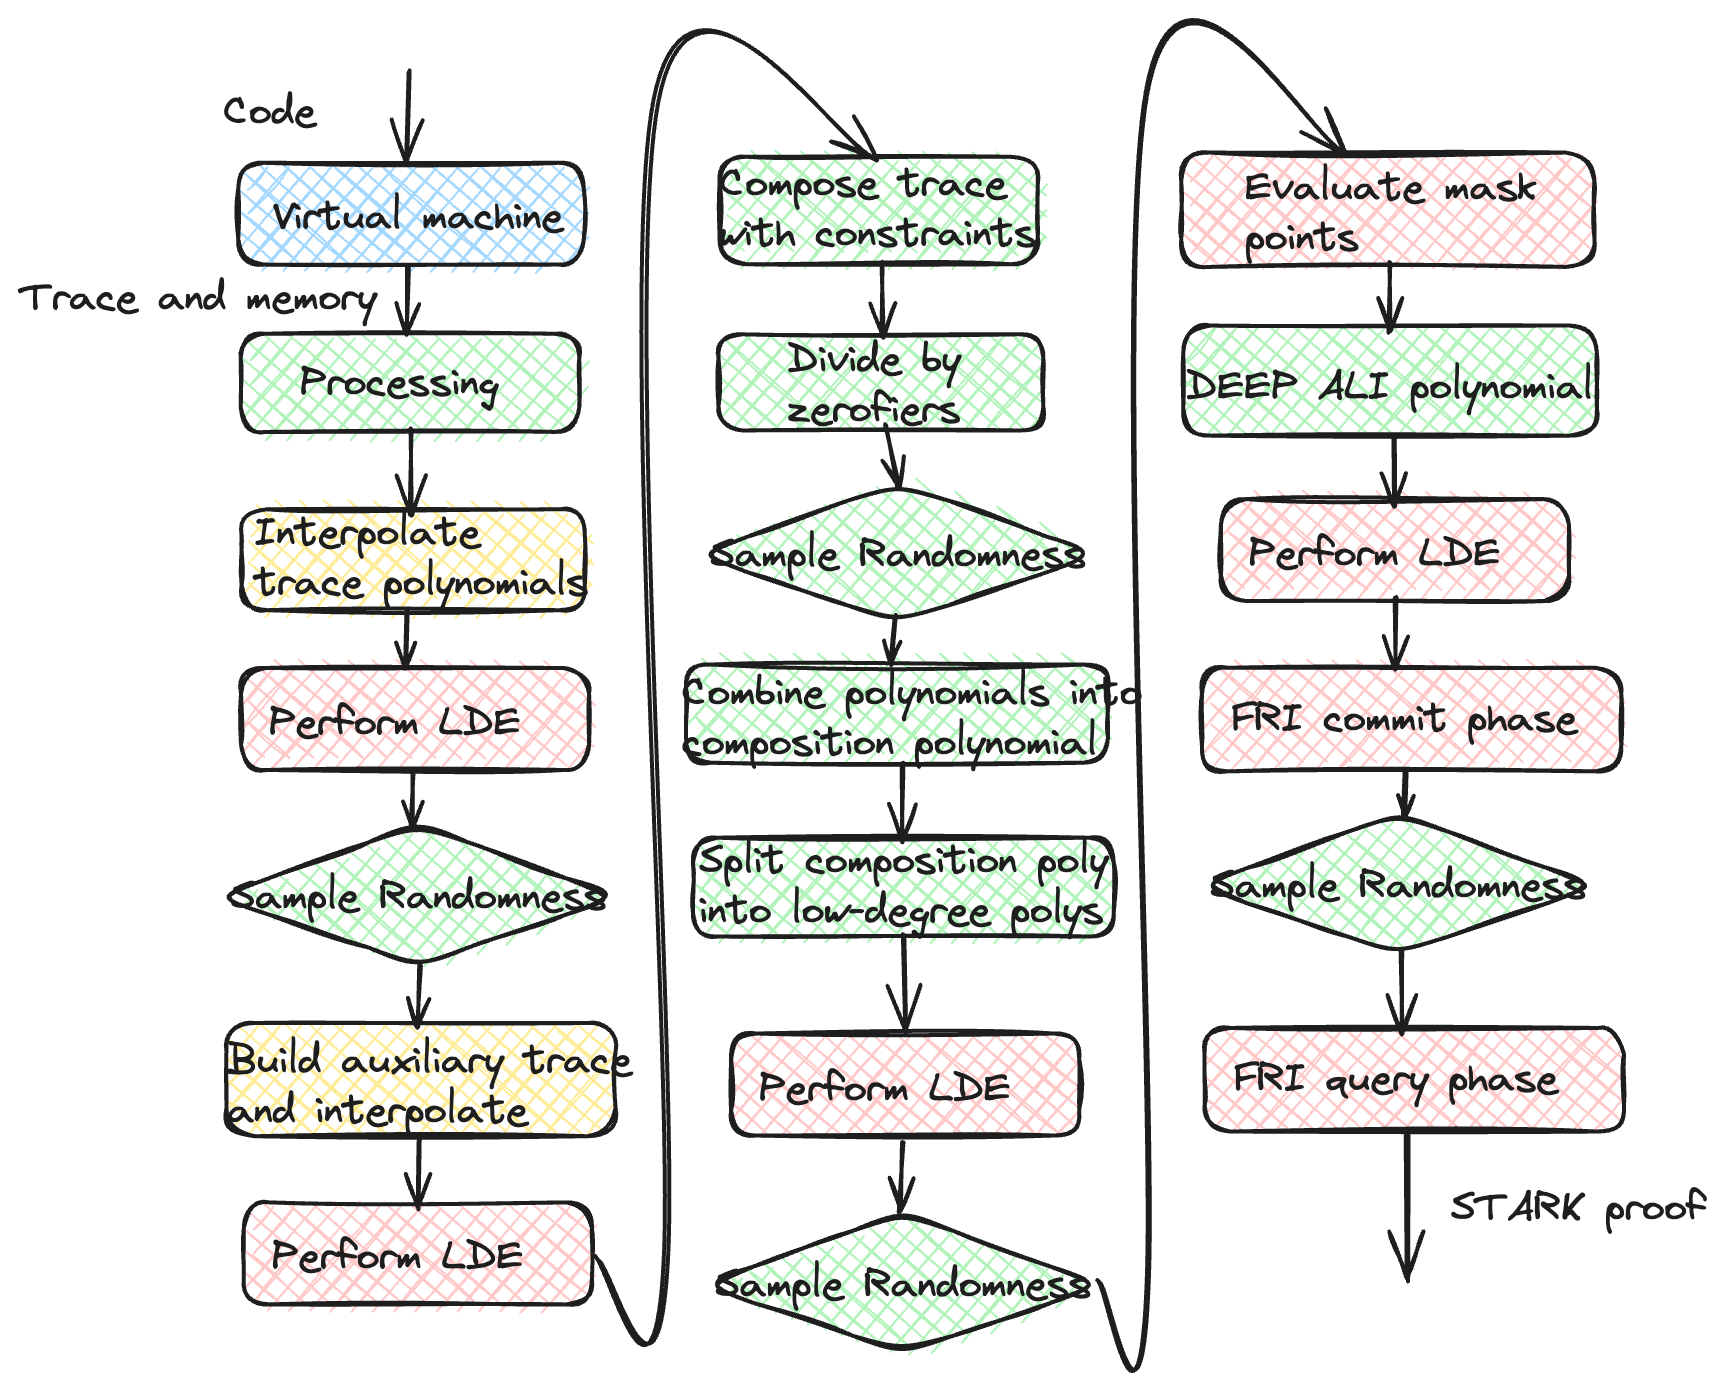 Code
Virtual machine
Trace and memory
Processing
Interpolate
trace polynomials
Perform LDE
Sample Randomness
Build auxiliary trace
and interpolate
Perform LDE
Compose trace
with constraints
Divide by
zerofiers
Sample Randomness
Combine polynomials into
composition polynomial
Split composition poly
into low-degree polys
Perform LDE
Sample Randomness
Evaluate mask
points
DEEP ALI polynomial
Perform LDE
FRI commit phase
Sample Randomness
FRI query phase
STARK proof